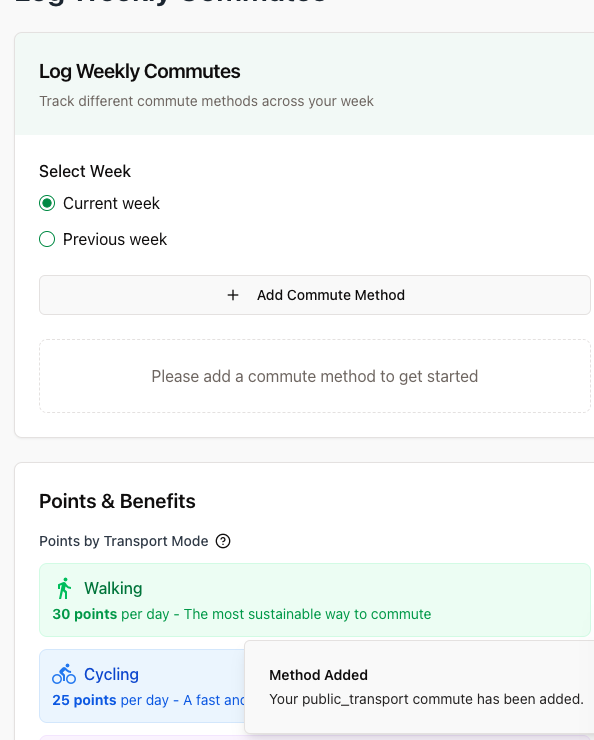 Log Weekly Commutes
Log Weekly Commutes
Track different commute methods across your week
Select Week
Current week
Previous week
+ Add Commute Method
Please add a commute method to get started
Points & Benefits
Points by Transport Mode ?
Walking
30 points per day - The most sustainable way to commute
Cycling
25 points per day - A fast and
Method Added
Your public_transport commute has been added.